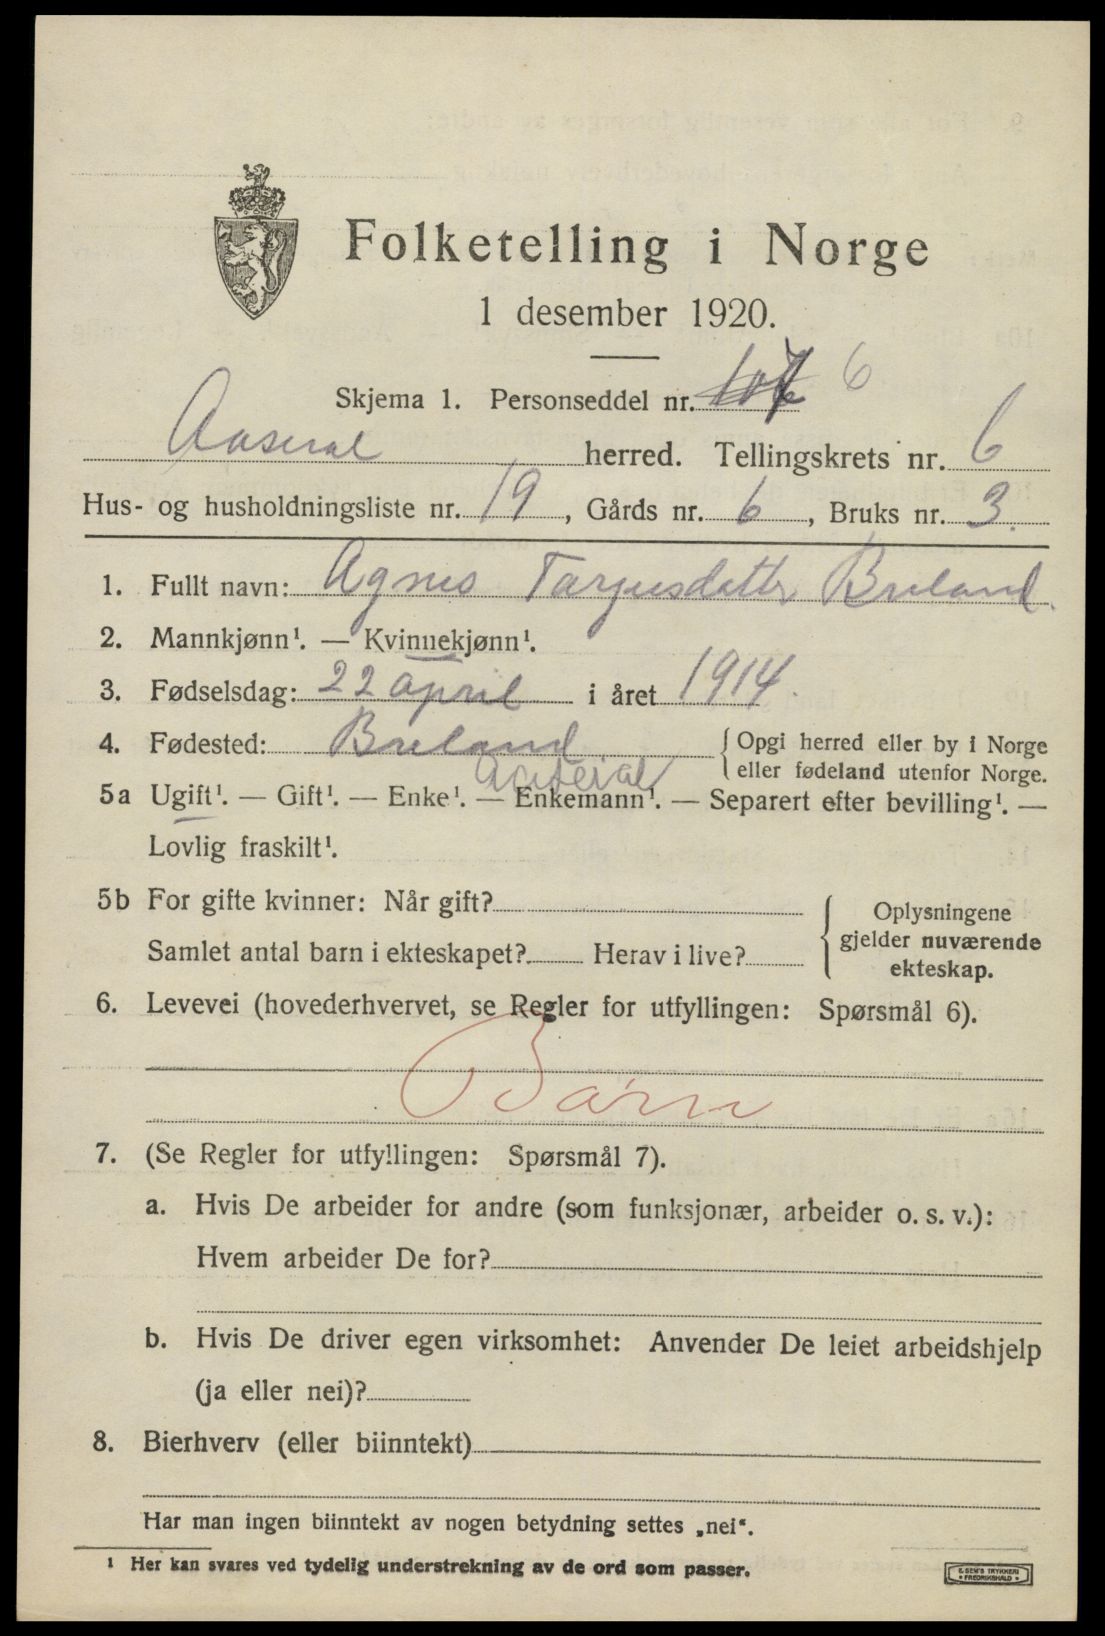 Folketelling i Norge
1 desember 1920.
Skjema 1. Personseddel nr. 6
Aaseral herred. Tellingskrets nr. 6
Hus- og husholdningsliste nr. 19, Gårds nr. 6, Bruks nr. 3.
1. Fullt navn: Agnes Targusdatter Breland.
2. Mannkjønn¹. — Kvinnekjønn¹.
3. Fødselsdag: 22 april i året 1914.
4. Fødested: Breland { Opgi herred eller by i Norge
eller fødeland utenfor Norge.
Aaseral
5a Ugift¹. — Gift¹. — Enke¹. — Enkemann¹. — Separert efter bevilling¹. —
Lovlig fraskilt¹.
5b For gifte kvinner: Når gift?
Samlet antal barn i ekteskapet? Herav i live?
Oplysningene
gjelder nuværende
ekteskap.
6. Levevei (hovederhvervet, se Regler for utfyllingen: Spørsmål 6).
Barn
7. (Se Regler for utfyllingen: Spørsmål 7).
a. Hvis De arbeider for andre (som funksjonær, arbeider o. s. v.):
Hvem arbeider De for?
b. Hvis De driver egen virksomhet: Anvender De leiet arbeidshjelp
(ja eller nei)?
8. Bierhverv (eller biinntekt)
Har man ingen biinntekt av nogen betydning settes „nei“.
¹ Her kan svares ved tydelig understrekning av de ord som passer.
E. SEM'S TRYKKERI
• FREDRIKSHALD •